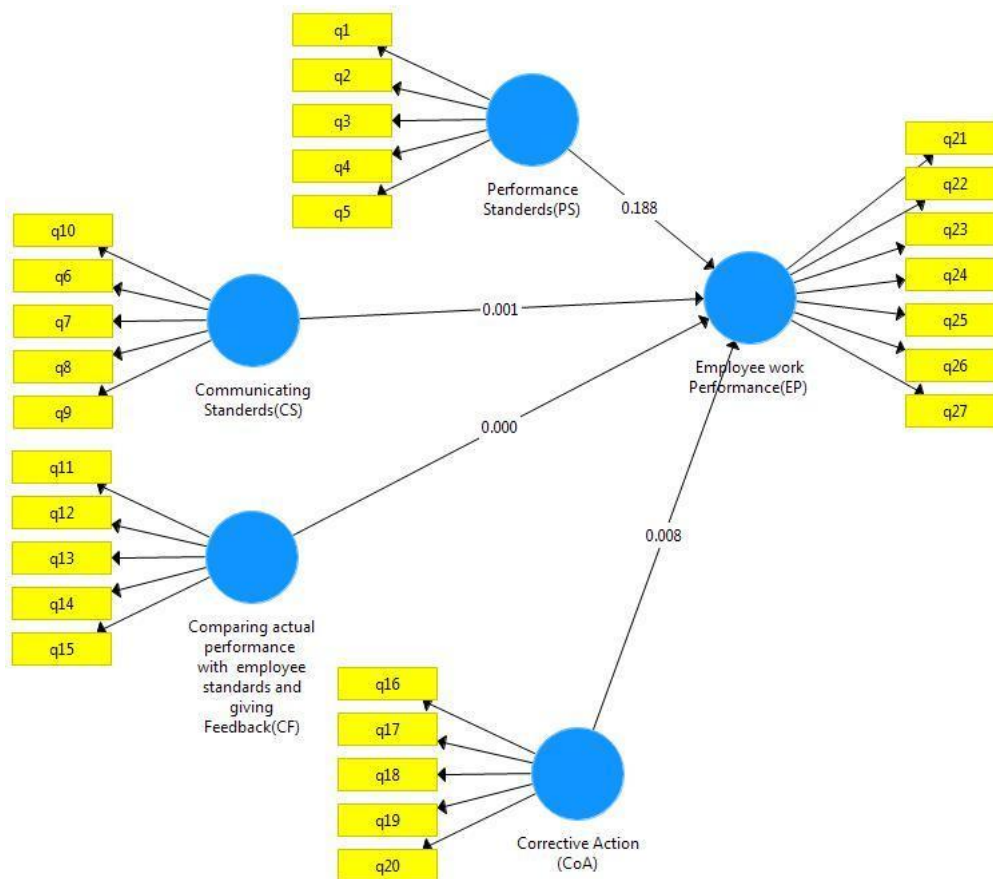 q1
q2
q3
q4
q5
Performance
Standerds(PS)
0.188
q21
q22
q23
q24
q25
q26
q27
Employee work
Performance(EP)
q10
q6
q7
q8
q9
Communicating
Standerds(CS)
0.001
q11
q12
q13
q14
q15
Comparing actual
performance
with employee
standards and
giving
Feedback(CF)
0.000
q16
q17
q18
q19
q20
Corrective Action
(CoA)
0.008